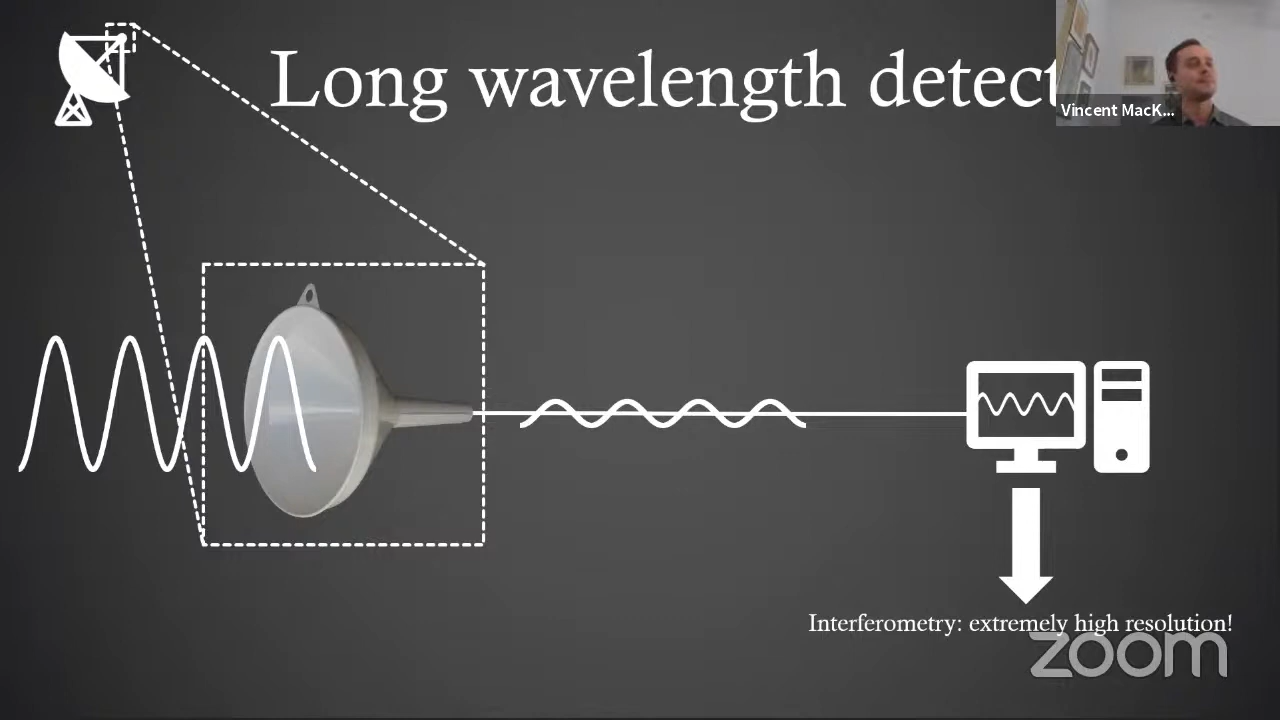 Long wavelength detect
Vincent MacK...
Interferometry: extremely high resolution!
zoom